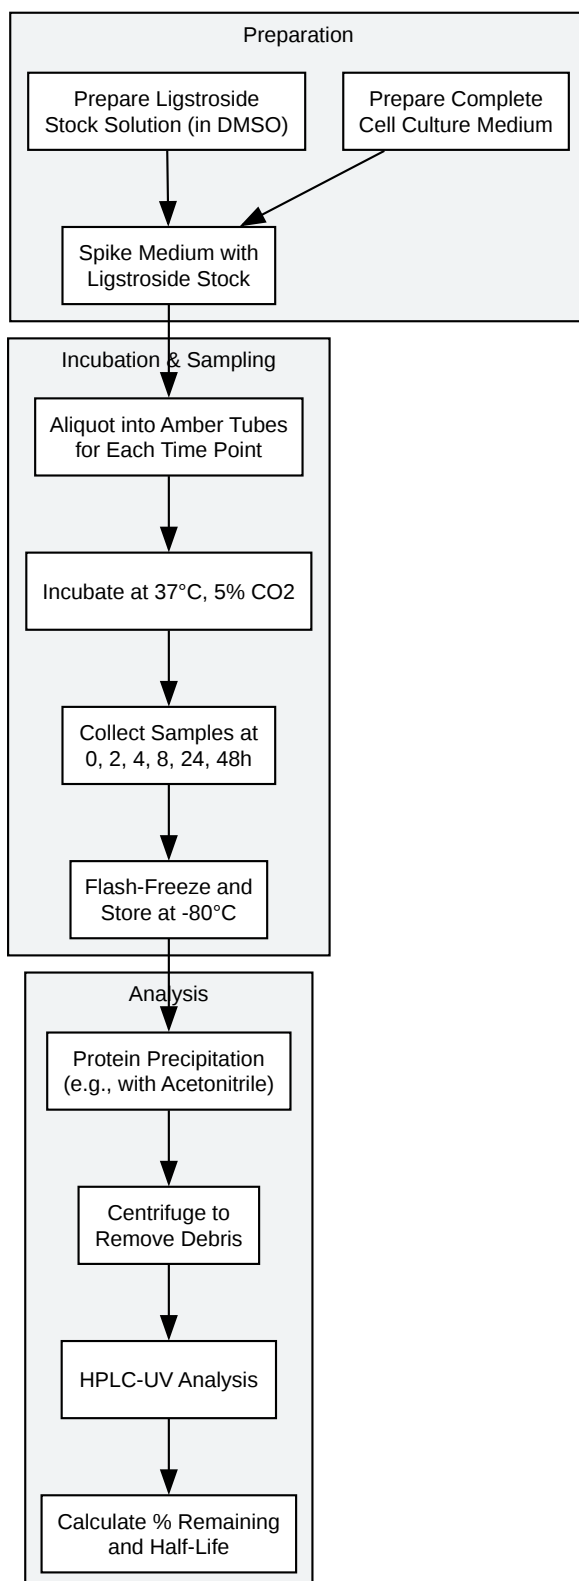 Preparation
Prepare Ligstroside
Stock Solution (in DMSO)
Prepare Complete
Cell Culture Medium
Spike Medium with
Ligstroside Stock
Incubation & Sampling
Aliquot into Amber Tubes
for Each Time Point
Incubate at 37°C, 5% CO2
Collect Samples at
0, 2, 4, 8, 24, 48h
Flash-Freeze and
Store at -80°C
Analysis
Protein Precipitation
(e.g., with Acetonitrile)
Centrifuge to
Remove Debris
HPLC-UV Analysis
Calculate % Remaining
and Half-Life